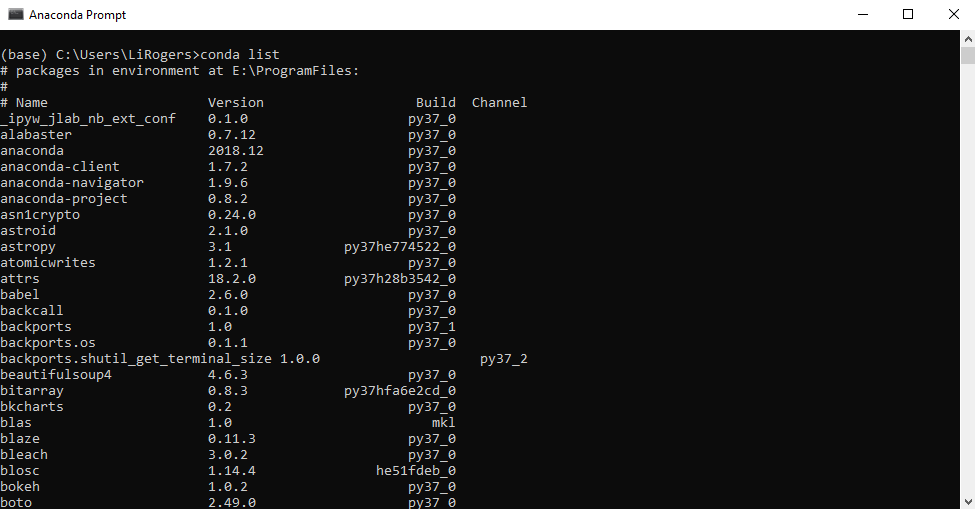 Anaconda Prompt
(base) C:\Users\LiRogers>conda list
# packages in environment at E:\ProgramFiles:
#
# Name                    Version                   Build  Channel
_ipyw_jlab_nb_ext_conf    0.1.0                    py37_0
alabaster                 0.7.12                   py37_0
anaconda                  2018.12                  py37_0
anaconda-client           1.7.2                    py37_0
anaconda-navigator        1.9.6                    py37_0
anaconda-project          0.8.2                    py37_0
asn1crypto                0.24.0                   py37_0
astroid                   2.1.0                    py37_0
astropy                   3.1              py37he774522_0
atomicwrites              1.2.1                    py37_0
attrs                     18.2.0           py37h28b3542_0
babel                     2.6.0                    py37_0
backcall                  0.1.0                    py37_0
backports                 1.0                      py37_1
backports.os              0.1.1                    py37_0
backports.shutil_get_terminal_size 1.0.0                    py37_2
beautifulsoup4            4.6.3                    py37_0
bitarray                  0.8.3            py37hfa6e2cd_0
bkcharts                  0.2                      py37_0
blas                      1.0                         mkl
blaze                     0.11.3                   py37_0
bleach                    3.0.2                    py37_0
blosc                     1.14.4               he51fdeb_0
bokeh                     1.0.2                    py37_0
boto                      2.49.0                   py37_0